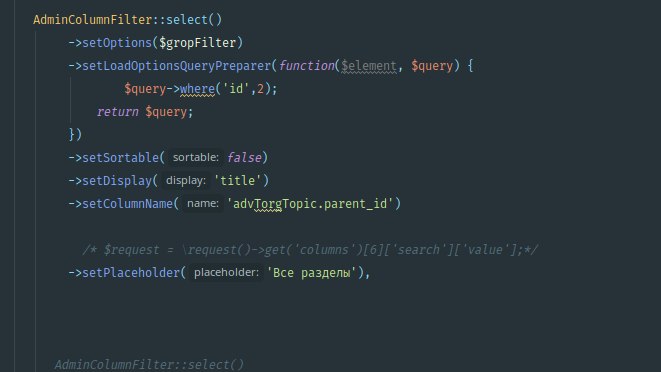 AdminColumnFilter::select()
->setOptions($gropFilter)
->setLoadOptionsQueryPreparer(function($element, $query) {
$query->where('id',2);
return $query;
})
->setSortable( sortable: false)
->setDisplay( display: 'title')
->setColumnName( name: 'advTorgTopic.parent_id')
/* $request = \request()->get('columns')[6]['search']['value'];*/
->setPlaceholder( placeholder: 'Все разделы'),
AdminColumnFilter::select()